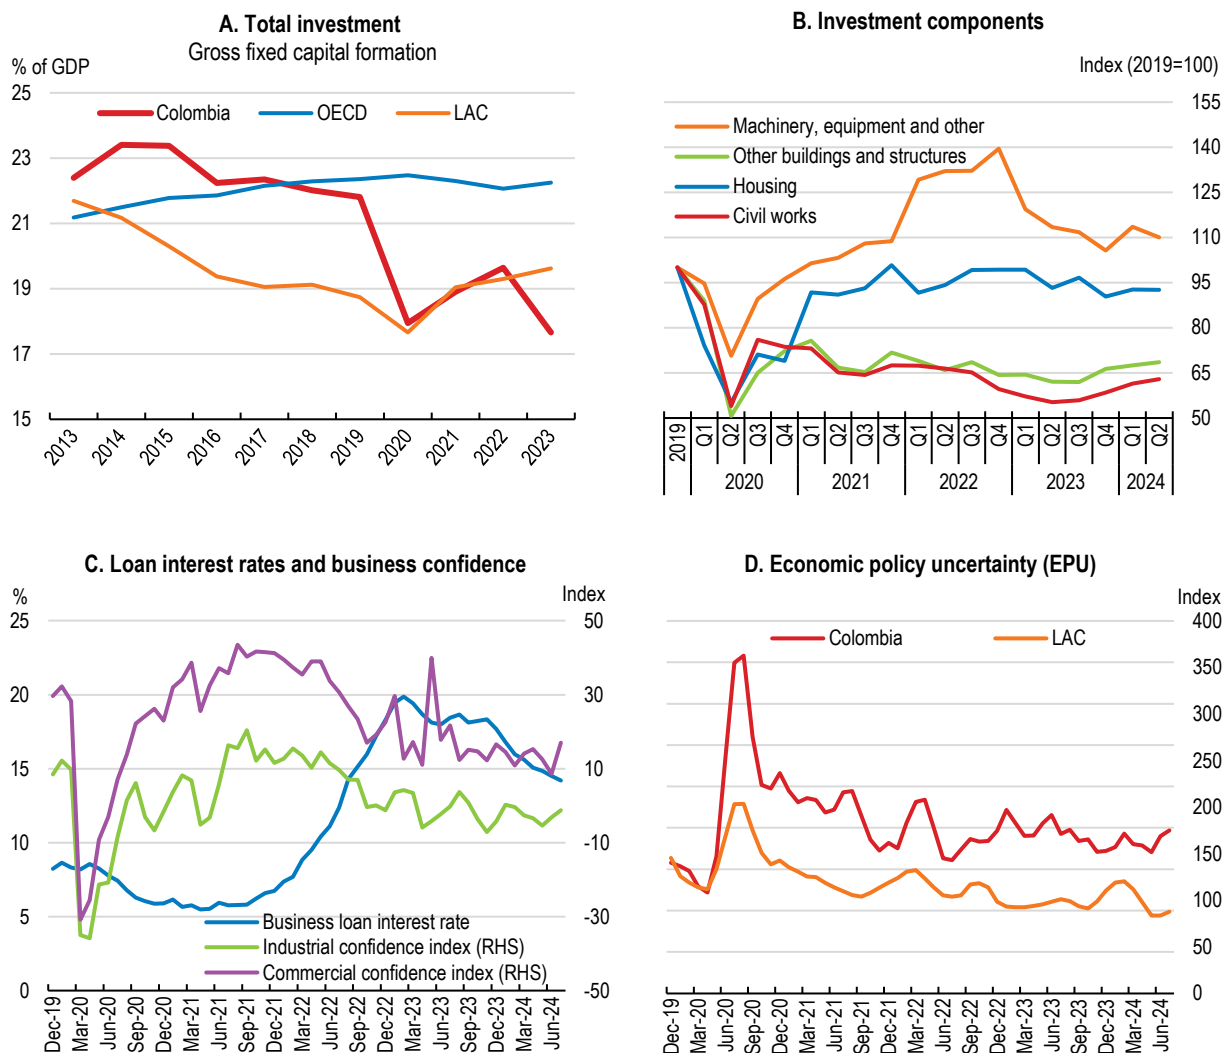 A. Total investment
Gross fixed capital formation
% of GDP
25
23
21
19
17
15
Colombia
OECD
LAC
2013
2014
2015
2016
2017
2018
2019
2020
2021
2022
2023
B. Investment components
Index (2019=100)
155
140
125
110
95
80
65
50
Machinery, equipment and other
Other buildings and structures
Housing
Civil works
2019 Q1 Q2 Q3 Q4 Q1 Q2 Q3 Q4 Q1 Q2 Q3 Q4 Q1 Q2 Q3 Q4 Q1 Q2
2020 2021 2022 2023 2024
C. Loan interest rates and business confidence
%
Index
25
20
15
10
5
0
50
30
10
-10
-30
-50
Business loan interest rate
Industrial confidence index (RHS)
Commercial confidence index (RHS)
Dec-19
Mar-20
Jun-20
Sep-20
Dec-20
Mar-21
Jun-21
Sep-21
Dec-21
Mar-22
Jun-22
Sep-22
Dec-22
Mar-23
Jun-23
Sep-23
Dec-23
Mar-24
Jun-24
D. Economic policy uncertainty (EPU)
Index
400
350
300
250
200
150
100
50
0
Colombia
LAC
Dec-19
Mar-20
Jun-20
Sep-20
Dec-20
Mar-21
Jun-21
Sep-21
Dec-21
Mar-22
Jun-22
Sep-22
Dec-22
Mar-23
Jun-23
Sep-23
Dec-23
Mar-24
Jun-24